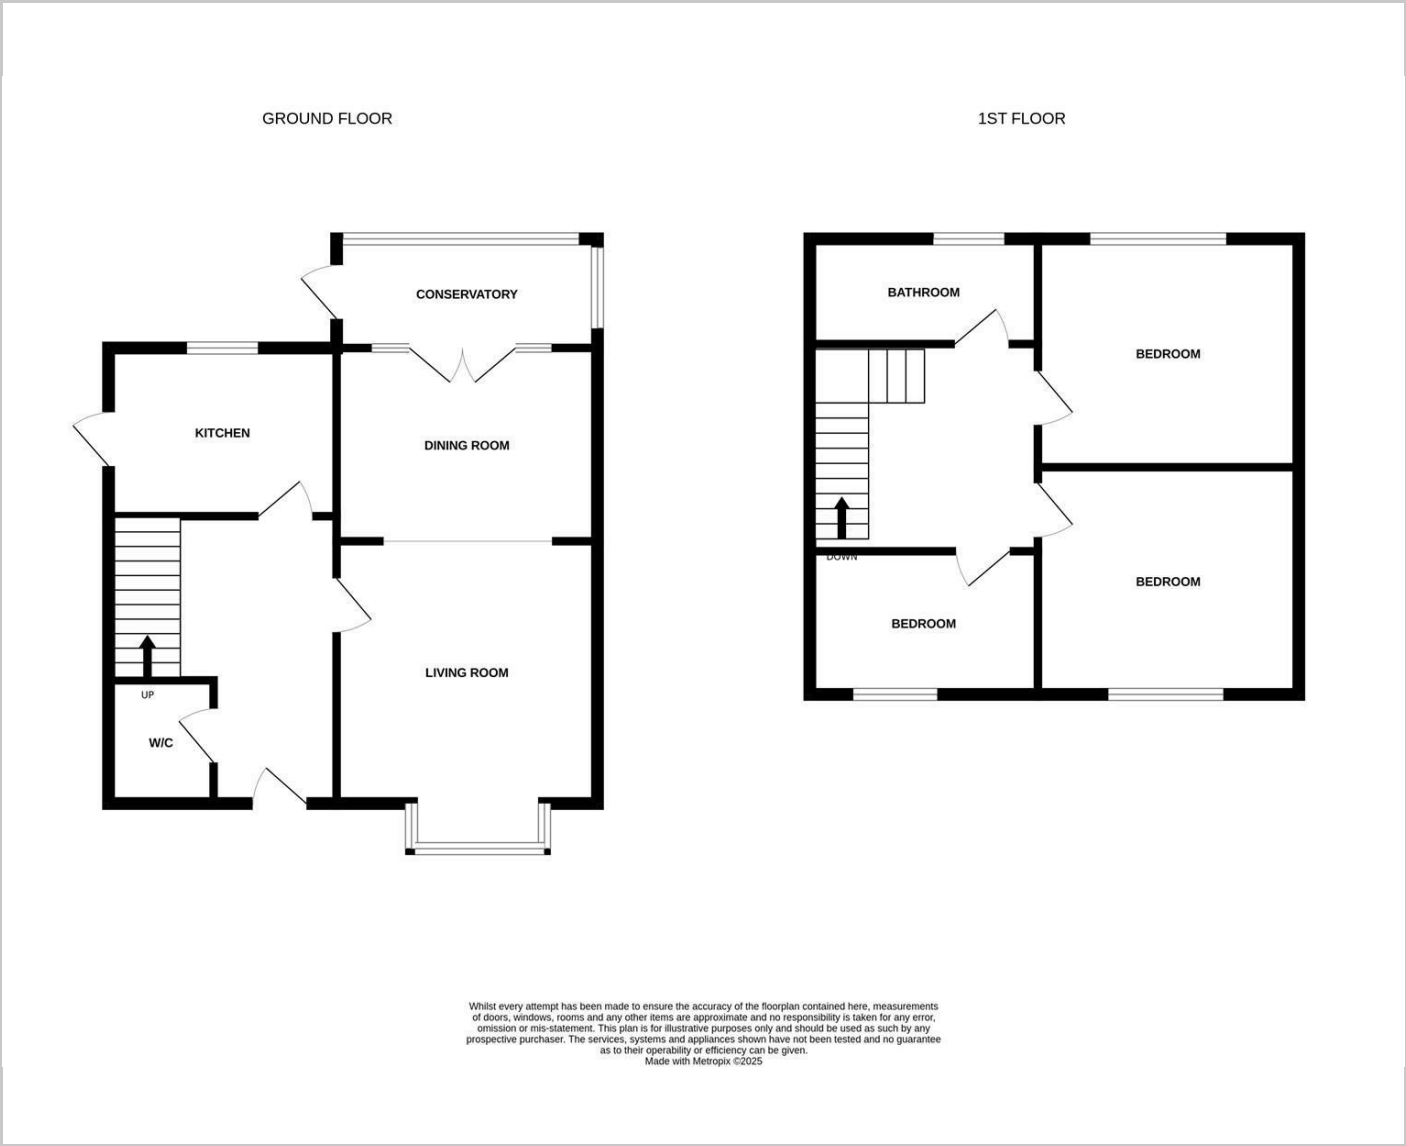 GROUND FLOOR
1ST FLOOR
CONSERVATORY
KITCHEN
DINING ROOM
LIVING ROOM
UP
W/C
BATHROOM
BEDROOM
BEDROOM
DOWN
BEDROOM
Whilst every attempt has been made to ensure the accuracy of the floorplan contained here, measurements
of doors, windows, rooms and any other items are approximate and no responsibility is taken for any error,
omission or mis-statement. This plan is for illustrative purposes only and should be used as such by any
prospective purchaser. The services, systems and appliances shown have not been tested and no guarantee
as to their operability or efficiency can be given.
Made with Metropix ©2025